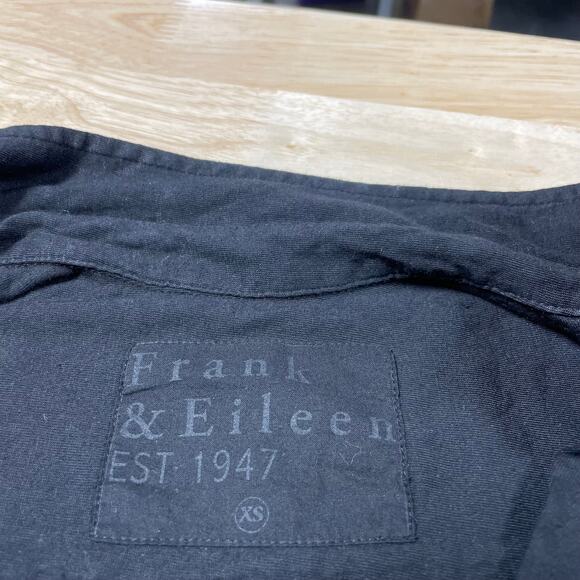 Frank
& Eileen
EST 1947
XS